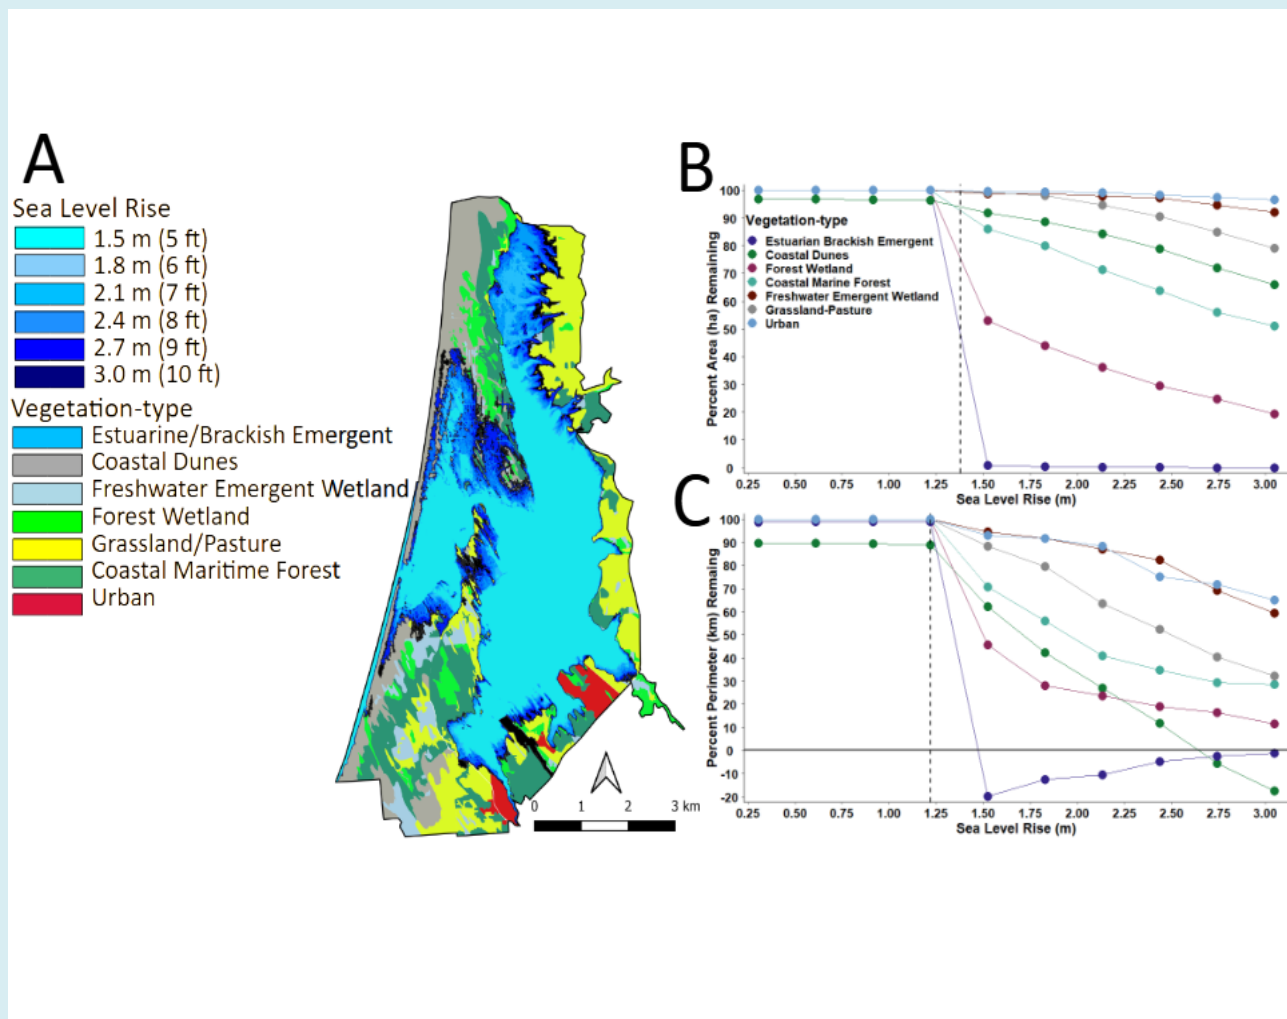 A
Sea Level Rise
1.5 m (5 ft)
1.8 m (6 ft)
2.1 m (7 ft)
2.4 m (8 ft)
2.7 m (9 ft)
3.0 m (10 ft)
Vegetation-type
Estuarine/Brackish Emergent
Coastal Dunes
Freshwater Emergent Wetland
Forest Wetland
Grassland/Pasture
Coastal Maritime Forest
Urban
0 1 2 3 km
B
Percent Area (ha) Remaining
100
90
80
70
60
50
40
30
20
10
0
Vegetation-type
Estuarian Brackish Emergent
Coastal Dunes
Forest Wetland
Coastal Marine Forest
Freshwater Emergent Wetland
Grassland-Pasture
Urban
0.25 0.50 0.75 1.00 1.25 1.50 1.75 2.00 2.25 2.50 2.75 3.00
Sea Level Rise (m)
C
Percent Perimeter (km) Remaing
100
90
80
70
60
50
40
30
20
10
0
-10
-20
0.25 0.50 0.75 1.00 1.25 1.50 1.75 2.00 2.25 2.50 2.75 3.00
Sea Level Rise (m)